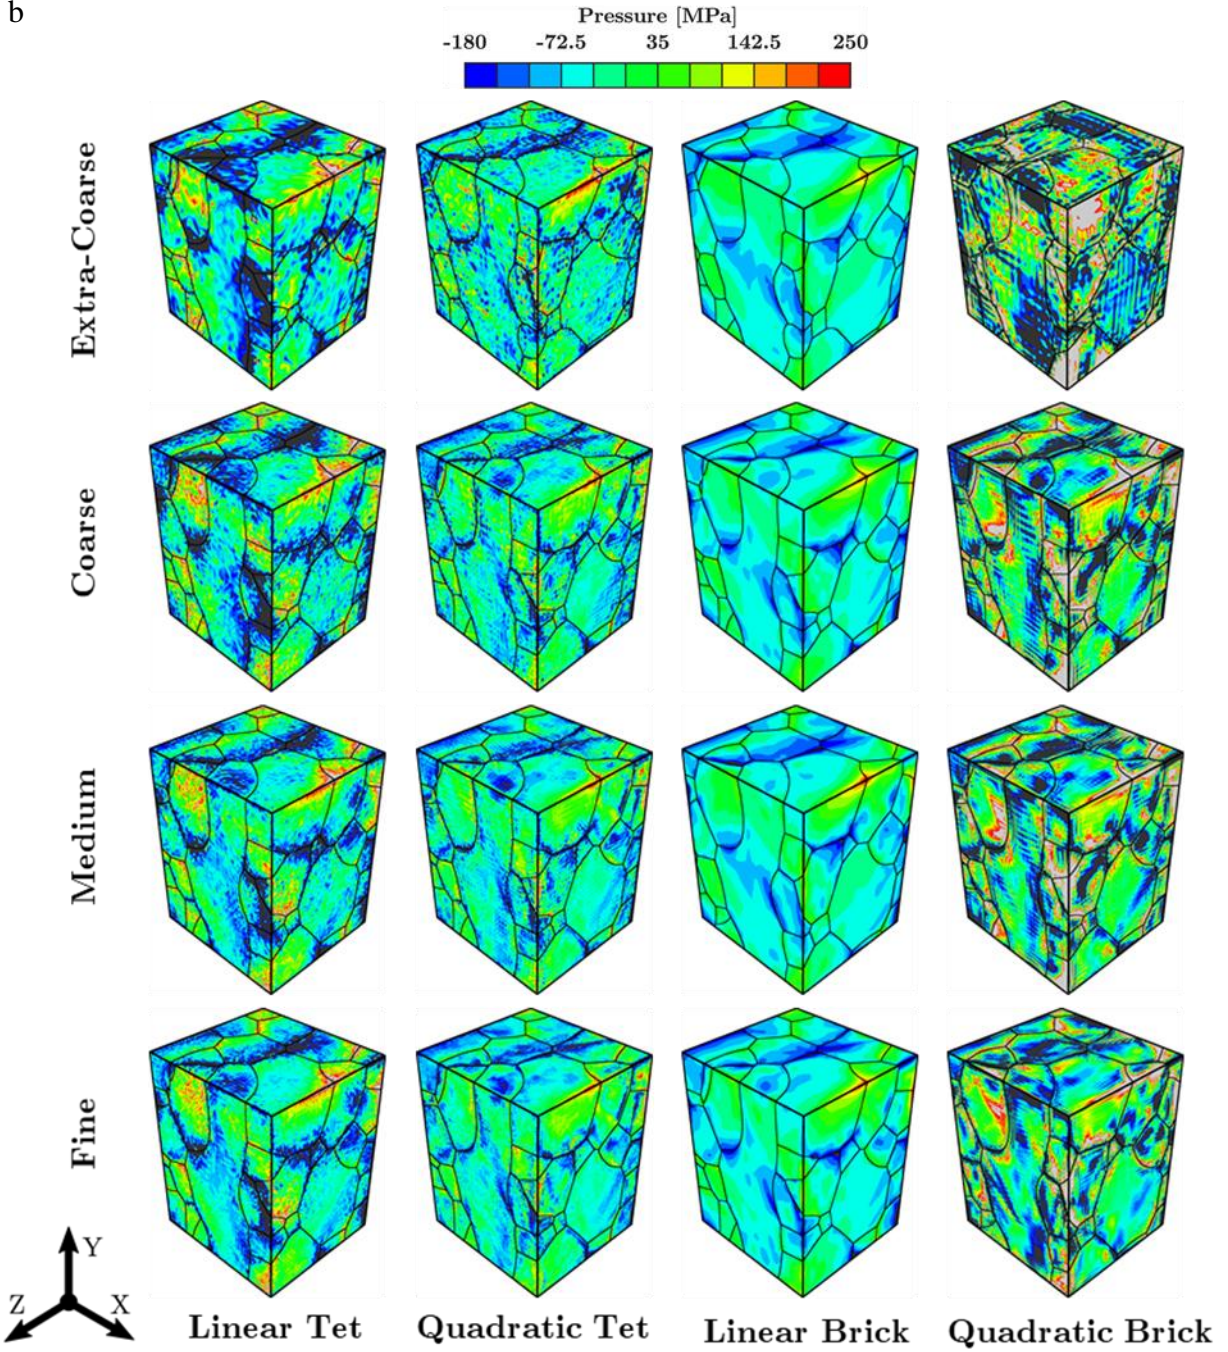 b
Pressure [MPa]
-180 -72.5 35 142.5 250
Extra-Coarse
Coarse
Medium
Fine
Y
Z X
Linear Tet Quadratic Tet Linear Brick Quadratic Brick